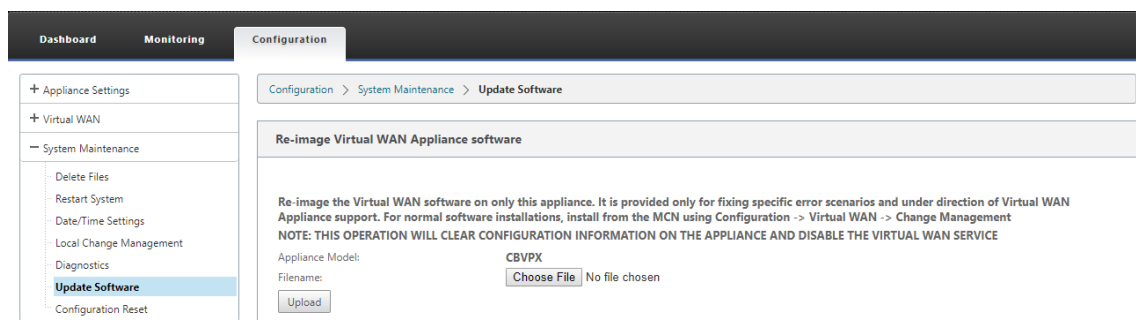 Dashboard Monitoring Configuration
+ Appliance Settings
+ Virtual WAN
− System Maintenance
Delete Files
Restart System
Date/Time Settings
Local Change Management
Diagnostics
Update Software
Configuration Reset
Configuration > System Maintenance > Update Software
Re-image Virtual WAN Appliance software
Re-image the Virtual WAN software on only this appliance. It is provided only for fixing specific error scenarios and under direction of Virtual WAN
Appliance support. For normal software installations, install from the MCN using Configuration -> Virtual WAN -> Change Management
NOTE: THIS OPERATION WILL CLEAR CONFIGURATION INFORMATION ON THE APPLIANCE AND DISABLE THE VIRTUAL WAN SERVICE
Appliance Model: CBVPX
Filename: Choose File No file chosen
Upload